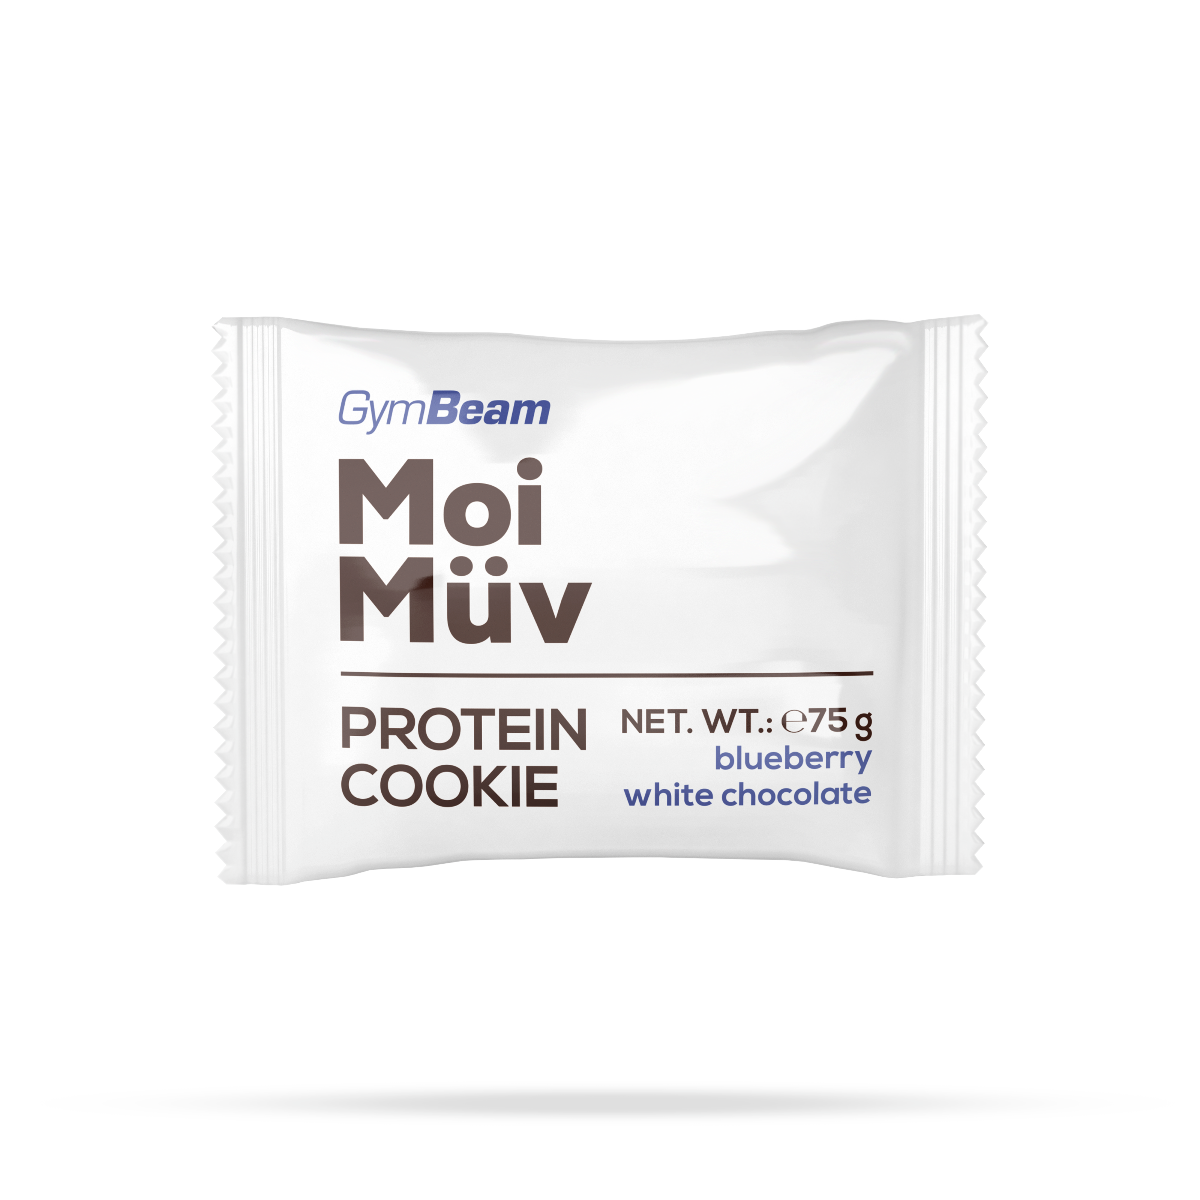 GymBeam
Moi
Müv
PROTEIN
COOKIE
NET. WT.: ℮75 g
blueberry
white chocolate